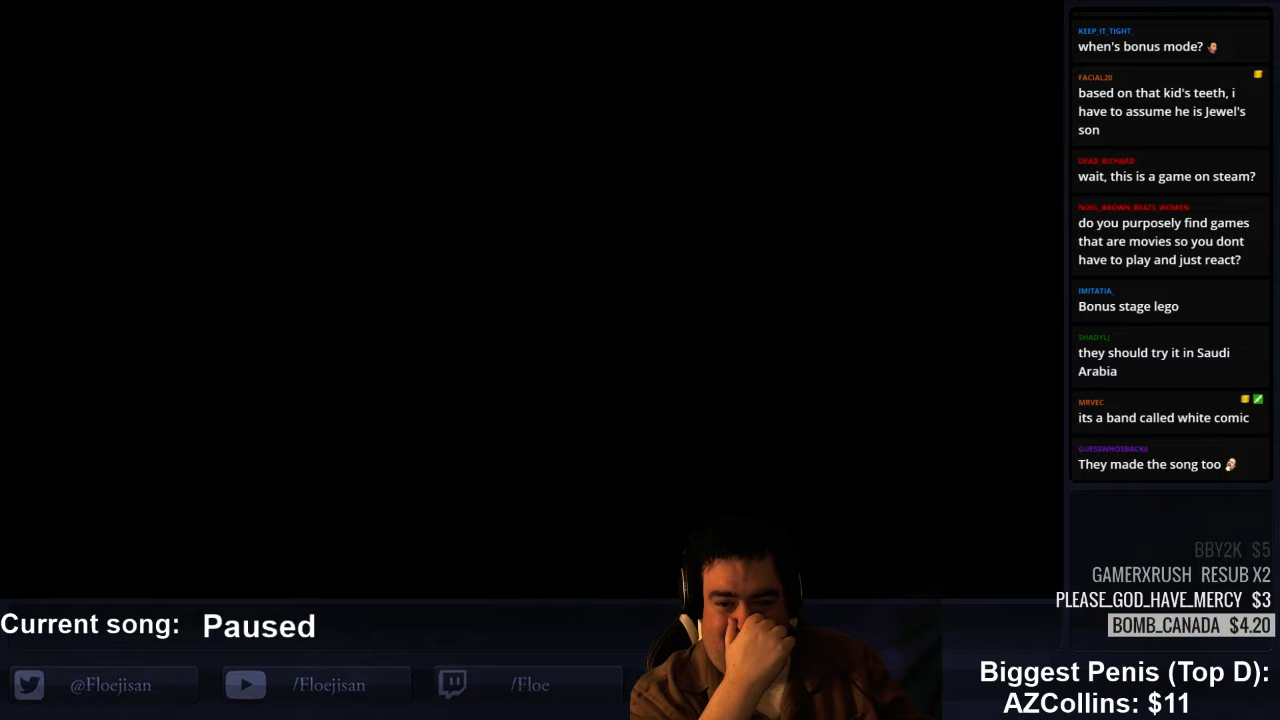 KEEP_IT_TIGHT_
when's bonus mode?
FACIAL20
based on that kid's teeth, i
have to assume he is Jewel's
son
DEAD_RICHARD
wait, this is a game on steam?
NOEL_BROWN_BEATS_WOMEN
do you purposely find games
that are movies so you dont
have to play and just react?
IMITATIA_
Bonus stage lego
SHADYLJ
they should try it in Saudi
Arabia
MRVEC
its a band called white comic
GUESSWHOSBACK6
They made the song too
BBY2K $5
GAMERXRUSH RESUB X2
PLEASE_GOD_HAVE_MERCY $3
BOMB_CANADA $4.20
Current song: Paused
@Floejisan
/Floejisan
/Floe
Biggest Penis (Top D):
AZCollins: $11